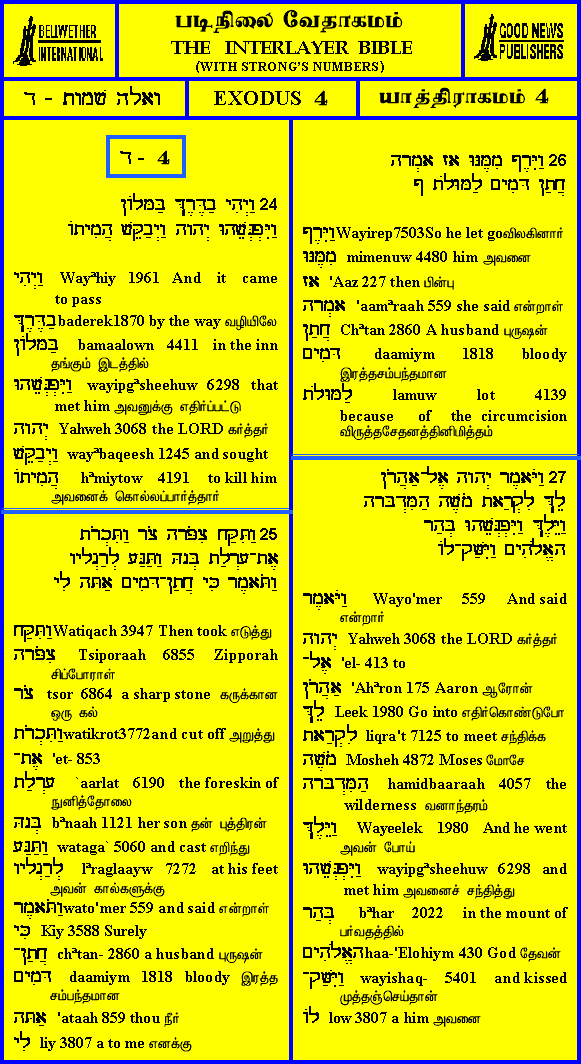 BELLWETHER
INTERNATIONAL
படிநிலை வேதாகமம்
THE INTERLAYER BIBLE
(WITH STRONG'S NUMBERS)
GOOD NEWS
PUBLISHERS
ואלה שמות - ד
EXODUS 4
யாத்திராகமம் 4
ד - 4
24 וַיְהִי בַדֶּרֶךְ בַּמָּלוֹן
וַיִּפְגְּשֵׁהוּ יְהוָה וַיְבַקֵּשׁ הֲמִיתוֹ
וַיְהִי Wayªhiy 1961 And it came
to pass
בַדֶּרֶךְ baderek1870 by the way வழியிலே
בַּמָּלוֹן bamaalown 4411 in the inn
தங்கும் இடத்தில்
וַיִּפְגְּשֵׁהוּ wayipgªsheehuw 6298 that
met him அவனுக்கு எதிர்ப்பட்டு
יְהוָה Yahweh 3068 the LORD கர்த்தர்
וַיְבַקֵּשׁ wayªbaqeesh 1245 and sought
הֲמִיתוֹ hªmiytow 4191 to kill him
அவனைக் கொல்லப்பார்த்தார்
25 וַתִּקַּח צִפֹּרָה צֹר וַתִּכְרֹת
אֶת־עָרְלַת בְּנָהּ וַתַּגַּע לְרַגְלָיו
וַתֹּאמֶר כִּי חֲתַן־דָּמִים אַתָּה לִי
וַתִּקַּח Watiqach 3947 Then took எடுத்து
צִפֹּרָה Tsiporaah 6855 Zipporah
சிப்போராள்
צֹר tsor 6864 a sharp stone கருக்கான
ஒரு கல்
וַתִּכְרֹת watikrot3772and cut off அறுத்து
אֶת־ 'et- 853
עָרְלַת `aarlat 6190 the foreskin of
நுனித்தோலை
בְּנָהּ bªnaah 1121 her son தன் புத்திரன்
וַתַּגַּע wataga` 5060 and cast எறிந்து
לְרַגְלָיו lªraglaayw 7272 at his feet
அவன் கால்களுக்கு
וַתֹּאמֶר wato'mer 559 and said என்றாள்
כִּי Kiy 3588 Surely
חֲתַן־ chªtan- 2860 a husband புருஷன்
דָּמִים daamiym 1818 bloody இரத்த
சம்பந்தமான
אַתָּה 'ataah 859 thou நீர்
לִי liy 3807 a to me எனக்கு
26 וַיִּרֶף מִמֶּנּוּ אָז אָמְרָה
חֲתַן דָּמִים לַמּוּלֹת ף
וַיִּרֶף Wayirep7503So he let goவிலகினார்
מִמֶּנּוּ mimenuw 4480 him அவனை
אָז 'Aaz 227 then பின்பு
אָמְרָה 'aamªraah 559 she said என்றாள்
חֲתַן Chªtan 2860 A husband புருஷன்
דָּמִים daamiym 1818 bloody
இரத்தசம்பந்தமான
לַמּוּלֹת lamuw lot 4139
because of the circumcision
விருத்தசேதனத்தினிமித்தம்
27 וַיֹּאמֶר יְהוָה אֶל־אַהֲרֹן
לֵךְ לִקְרַאת מֹשֶׁה הַמִּדְבָּרָה
וַיֵּלֶךְ וַיִּפְגְּשֵׁהוּ בְּהַר
הָאֱלֹהִים וַיִּשַּׁק־לוֹ
וַיֹּאמֶר Wayo'mer 559 And said
என்றார்
יְהוָה Yahweh 3068 the LORD கர்த்தர்
אֶל־ 'el- 413 to
אַהֲרֹן 'Ahªron 175 Aaron ஆரோன்
לֵךְ Leek 1980 Go into எதிர்கொண்டுபோ
לִקְרַאת liqra't 7125 to meet சந்திக்க
מֹשֶׁה Mosheh 4872 Moses மோசே
הַמִּדְבָּרָה hamidbaaraah 4057 the
wilderness வனாந்தரம்
וַיֵּלֶךְ Wayeelek 1980 And he went
அவன் போய்
וַיִּפְגְּשֵׁהוּ wayipgªsheehuw 6298 and
met him அவனைச் சந்தித்து
בְּהַר bªhar 2022 in the mount of
பர்வதத்தில்
הָאֱלֹהִים haa-'Elohiym 430 God தேவன்
וַיִּשַּׁק־ wayishaq- 5401 and kissed
முத்தஞ்செய்தான்
לוֹ low 3807 a him அவனை